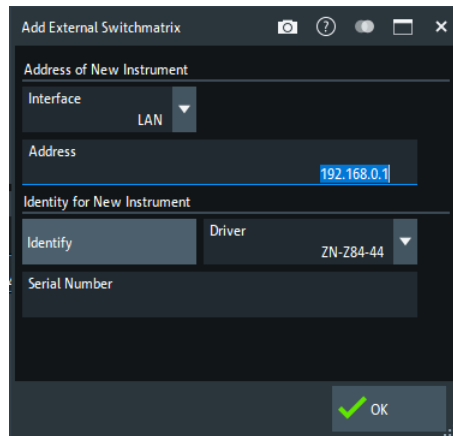 Add External Switchmatrix
Address of New Instrument
Interface
LAN
Address
192.168.0.1
Identity for New Instrument
Identify
Driver
ZN-Z84-44
Serial Number
OK